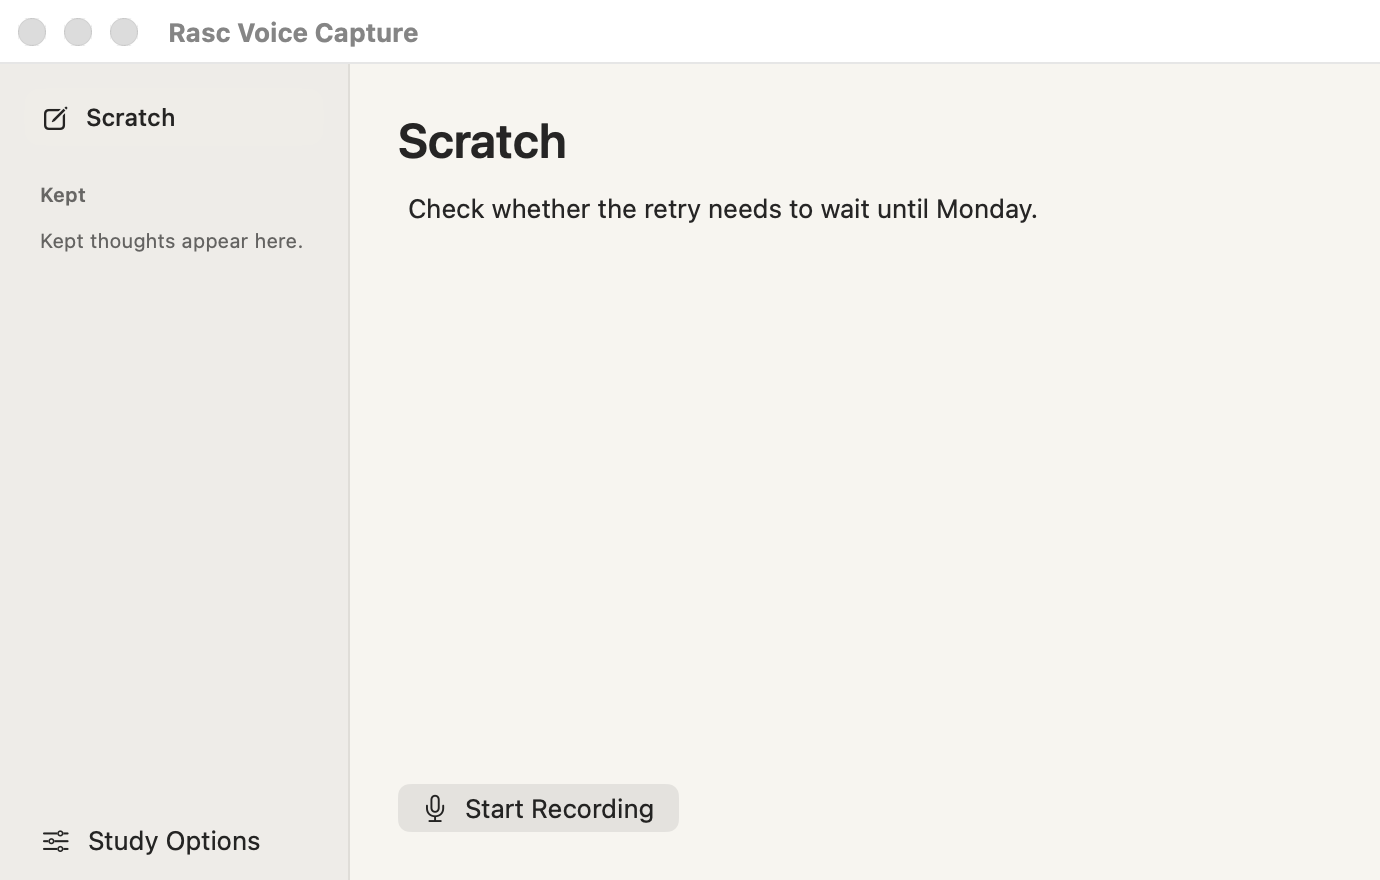 Rasc Voice Capture
Scratch
Kept
Kept thoughts appear here.
Study Options
Scratch
Check whether the retry needs to wait until Monday.
Start Recording